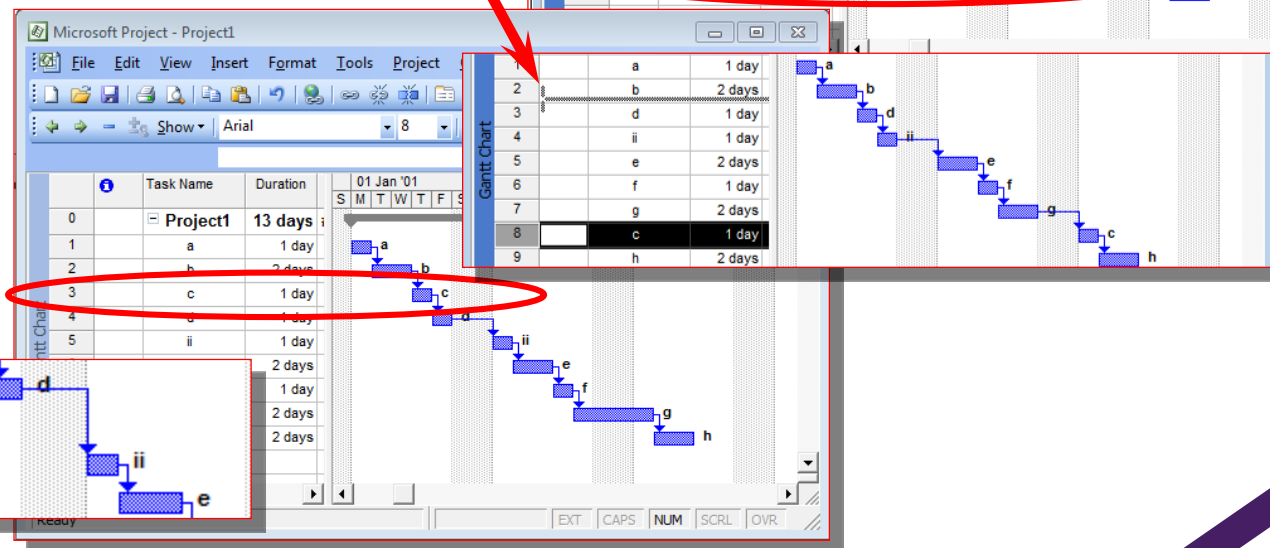 Microsoft Project - Project1
File Edit View Insert Format Tools Project
Show Arial 8
Task Name Duration 01 Jan '01
S M T W T F S
0 Project1 13 days
1 a 1 day a
2 b 2 days b
3 c 1 day c
4 d 1 day d
5 ii 1 day ii
2 days e
1 day f
2 days g
2 days h
Gantt Chart
1 a 1 day a
2 b 2 days b
3 d 1 day d
4 ii 1 day ii
5 e 2 days e
6 f 1 day f
7 g 2 days g
8 c 1 day c
9 h 2 days h
d
ii
e
Ready
EXT CAPS NUM SCRL OVR